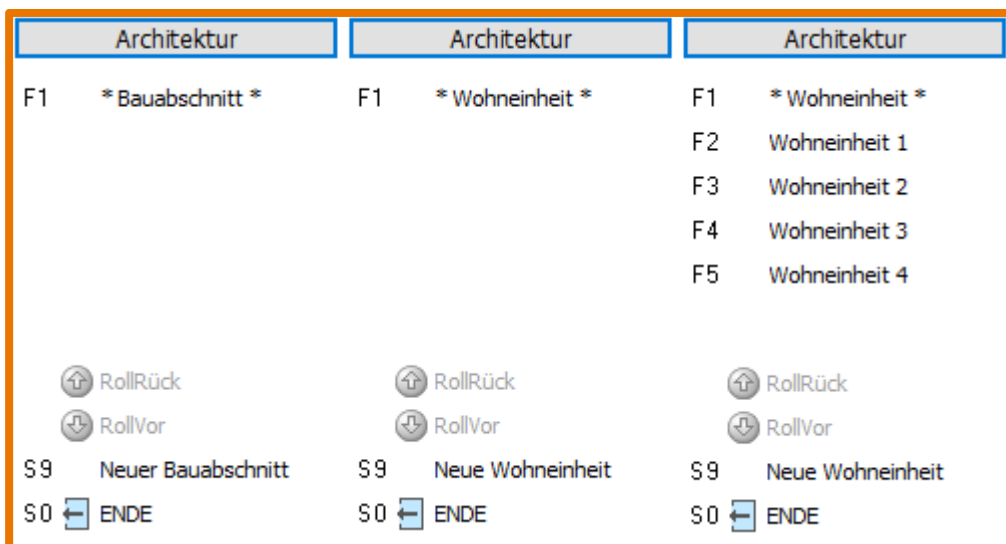 Architektur
F1 * Bauabschnitt *
RollRück
RollVor
S9 Neuer Bauabschnitt
S0 ENDE
Architektur
F1 * Wohneinheit *
RollRück
RollVor
S9 Neue Wohneinheit
S0 ENDE
Architektur
F1 * Wohneinheit *
F2 Wohneinheit 1
F3 Wohneinheit 2
F4 Wohneinheit 3
F5 Wohneinheit 4
RollRück
RollVor
S9 Neue Wohneinheit
S0 ENDE